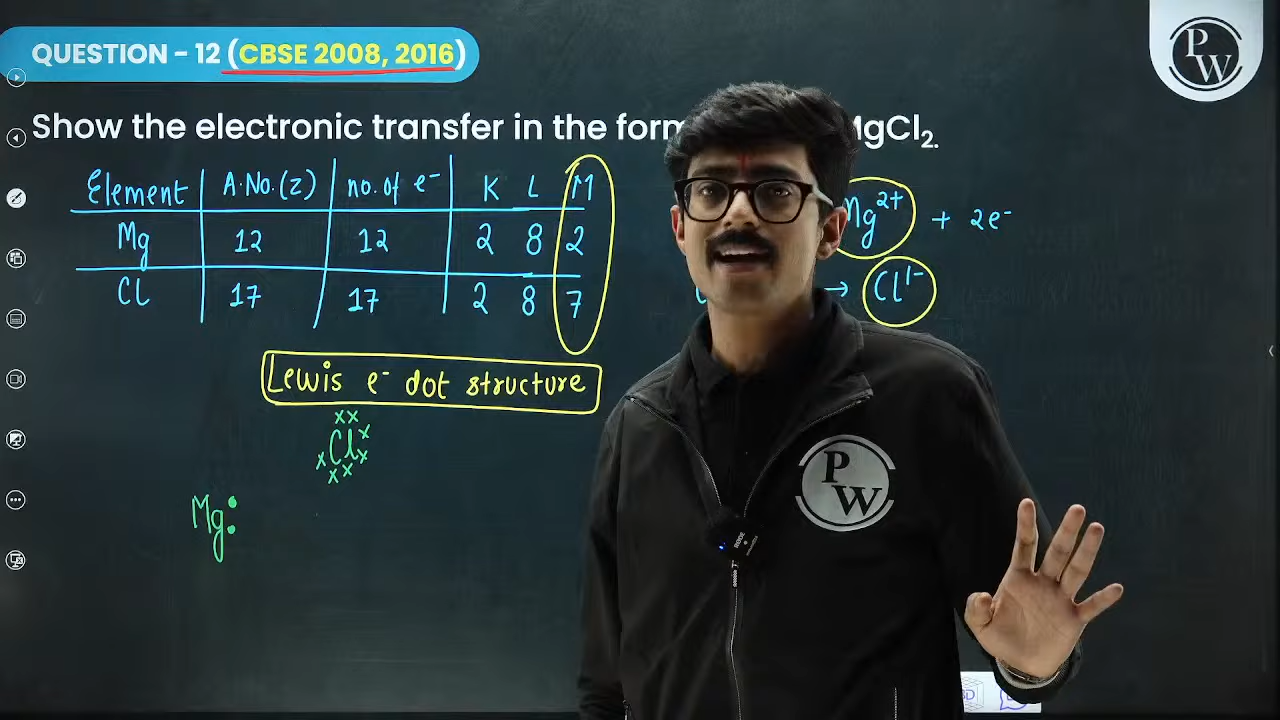 QUESTION - 12 (CBSE 2008, 2016)
PW
Show the electronic transfer in the form MgCl₂.
Element A.No.(Z) no. of e⁻ K L M
Mg 12 12 2 8 2
Cl 17 17 2 8 7
Mg²⁺ + 2e⁻
→ Cl¹⁻
Lewis e⁻ dot structure
Cl
Mg:
PW